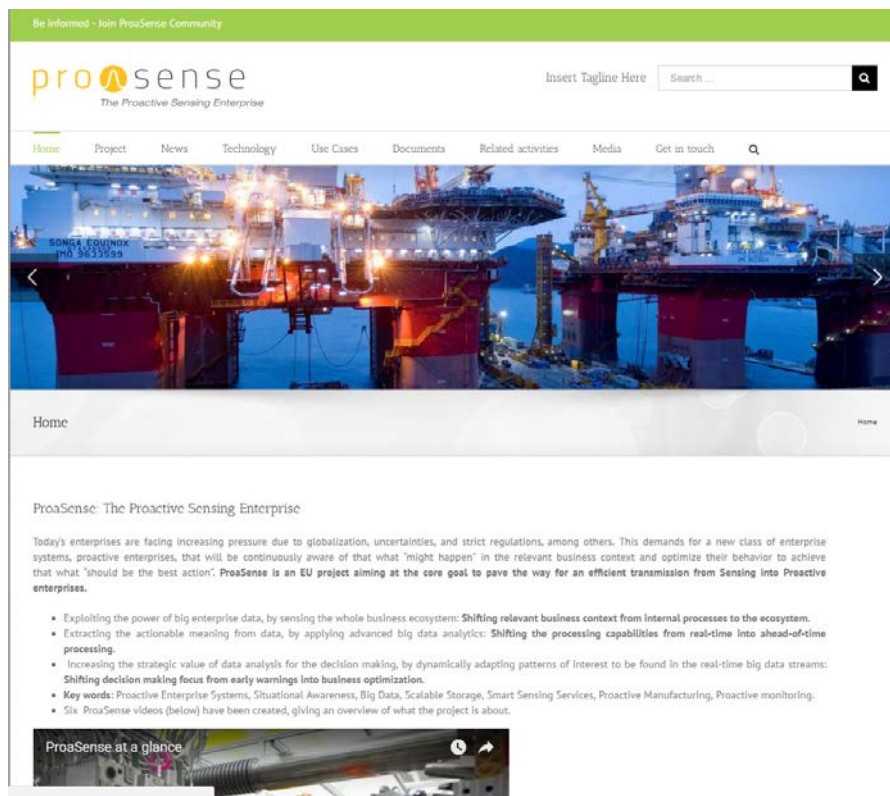 Be informed - Join ProaSense Community
proasense
The Proactive Sensing Enterprise
Insert Tagline Here
Search ...
Home Project News Technology Use Cases Documents Related activities Media Get in touch
SONGA EQUINOX
IMO 9633599
Home
Home
ProaSense: The Proactive Sensing Enterprise
Today's enterprises are facing increasing pressure due to globalization, uncertainties, and strict regulations, among others. This demands for a new class of enterprise
systems, proactive enterprises, that will be continuously aware of that what "might happen" in the relevant business context and optimize their behavior to achieve
that what "should be the best action". ProaSense is an EU project aiming at the core goal to pave the way for an efficient transmission from Sensing into Proactive
enterprises.
Exploiting the power of big enterprise data, by sensing the whole business ecosystem: Shifting relevant business context from internal processes to the ecosystem.
Extracting the actionable meaning from data, by applying advanced big data analytics: Shifting the processing capabilities from real-time into ahead-of-time
processing.
Increasing the strategic value of data analysis for the decision making, by dynamically adapting patterns of interest to be found in the real-time big data streams:
Shifting decision making focus from early warnings into business optimization.
Key words: Proactive Enterprise Systems, Situational Awareness, Big Data, Scalable Storage, Smart Sensing Services, Proactive Manufacturing, Proactive monitoring.
Six ProaSense videos (below) have been created, giving an overview of what the project is about.
ProaSense at a glance